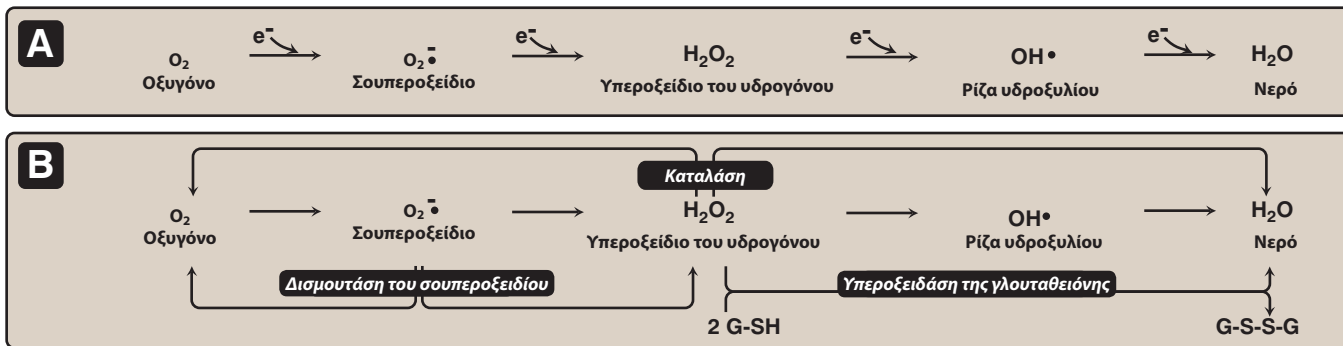 A
e-
e-
e-
e-
O₂
O₂•-
H₂O₂
OH•
H₂O
Οξυγόνο
Σουπεροξείδιο
Υπεροξείδιο του υδρογόνου
Ρίζα υδροξυλίου
Νερό
B
Καταλάση
O₂
O₂•-
H₂O₂
OH•
H₂O
Οξυγόνο
Σουπεροξείδιο
Υπεροξείδιο του υδρογόνου
Ρίζα υδροξυλίου
Νερό
Δισμουτάση του σουπεροξειδίου
Υπεροξειδάση της γλουταθειόνης
2 G-SH
G-S-S-G